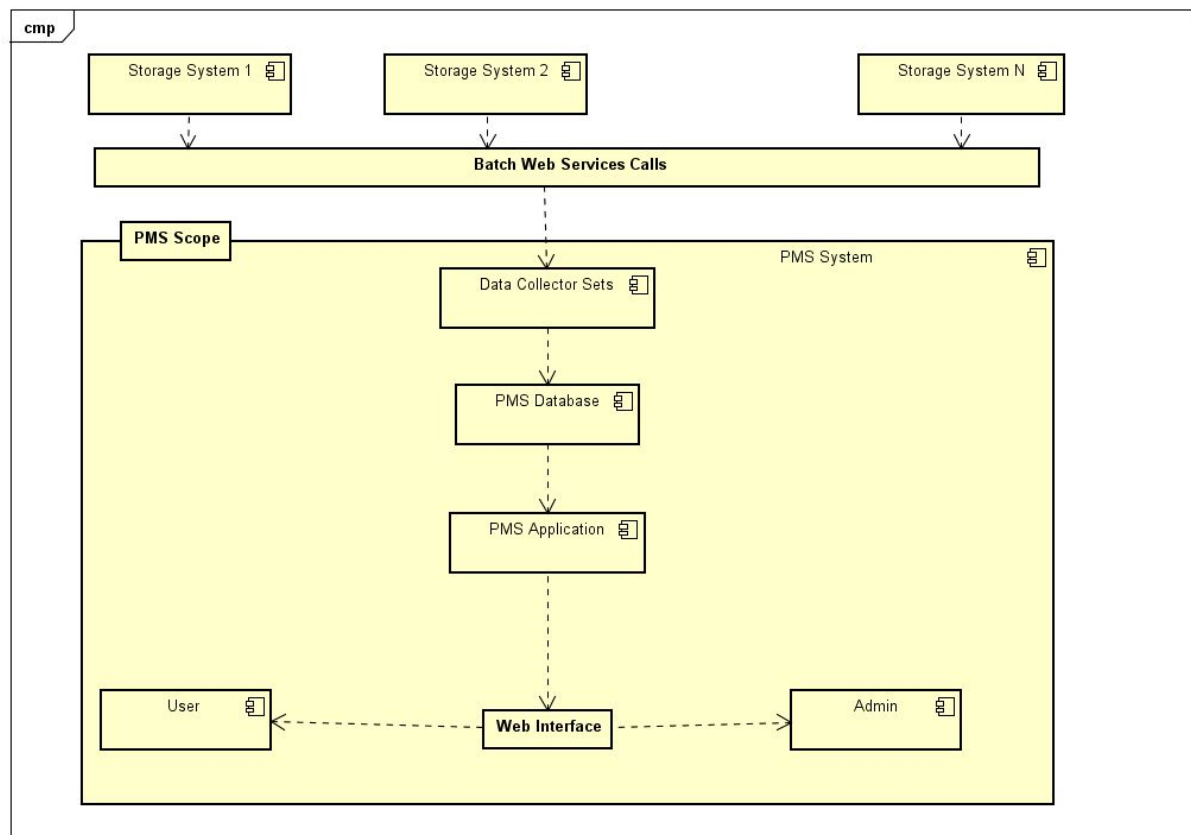 cmp
Storage System 1
Storage System 2
Storage System N
Batch Web Services Calls
PMS Scope
PMS System
Data Collector Sets
PMS Database
PMS Application
User
Web Interface
Admin